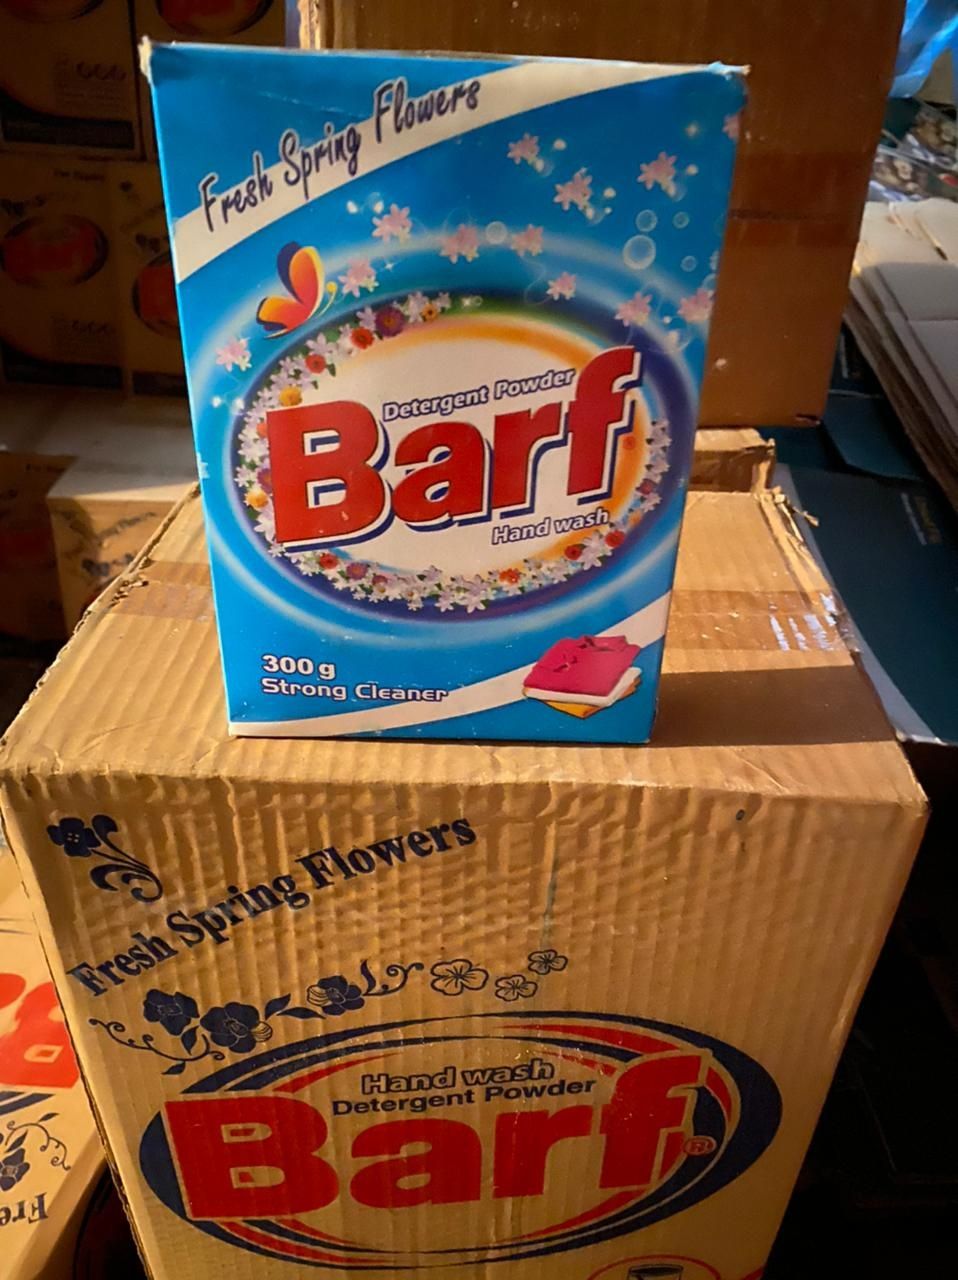 Fresh Spring Flowers
Detergent Powder
Barf®
Hand wash
300 g
Strong Cleaner
Fresh Spring Flowers
Hand wash
Detergent Powder
Barf®